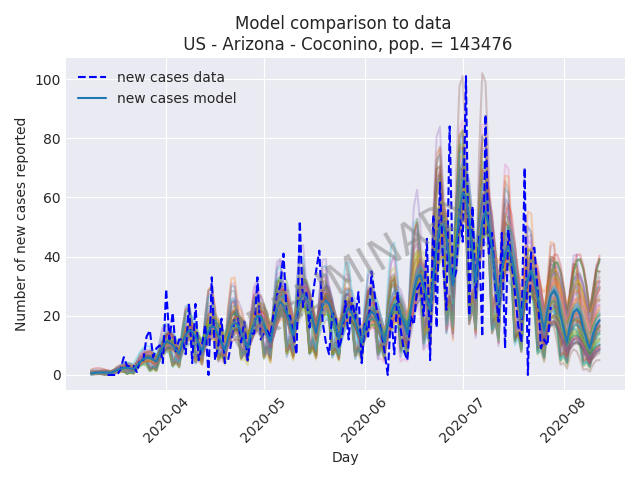 Model comparison to data
US - Arizona - Coconino, pop. = 143476
new cases data
new cases model
Number of new cases reported
100
80
60
40
20
0
2020-04
2020-05
2020-06
2020-07
2020-08
Day